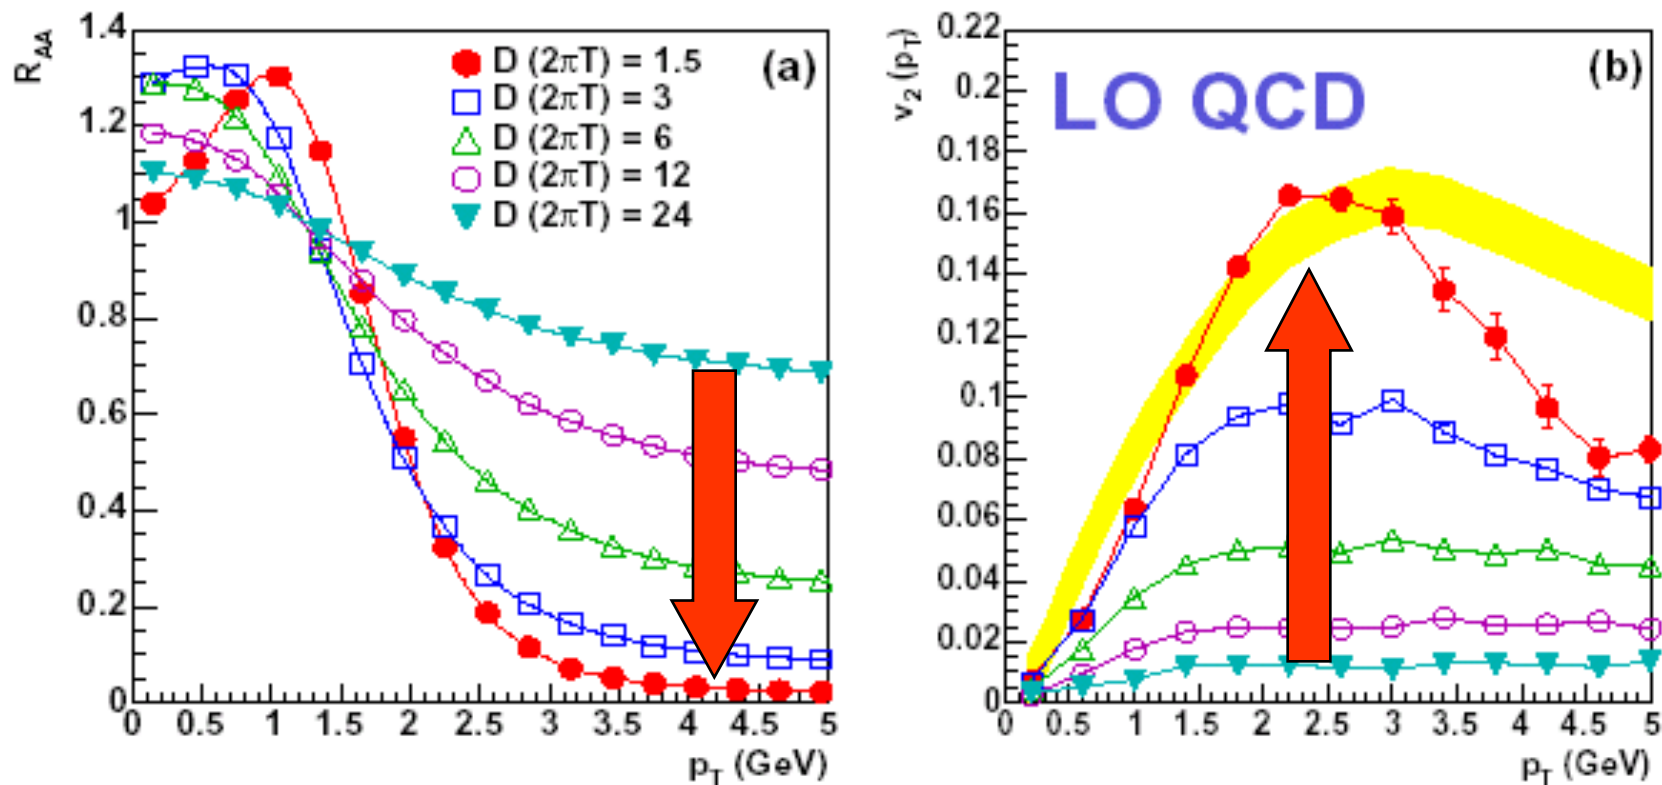 R_AA
1.4
1.2
1
0.8
0.6
0.4
0.2
0
D (2πT) = 1.5
D (2πT) = 3
D (2πT) = 6
D (2πT) = 12
D (2πT) = 24
(a)
0 0.5 1 1.5 2 2.5 3 3.5 4 4.5 5
p_T (GeV)
v_2 (p_T)
0.22
0.2
0.18
0.16
0.14
0.12
0.1
0.08
0.06
0.04
0.02
0
LO QCD
(b)
0 0.5 1 1.5 2 2.5 3 3.5 4 4.5 5
p_T (GeV)